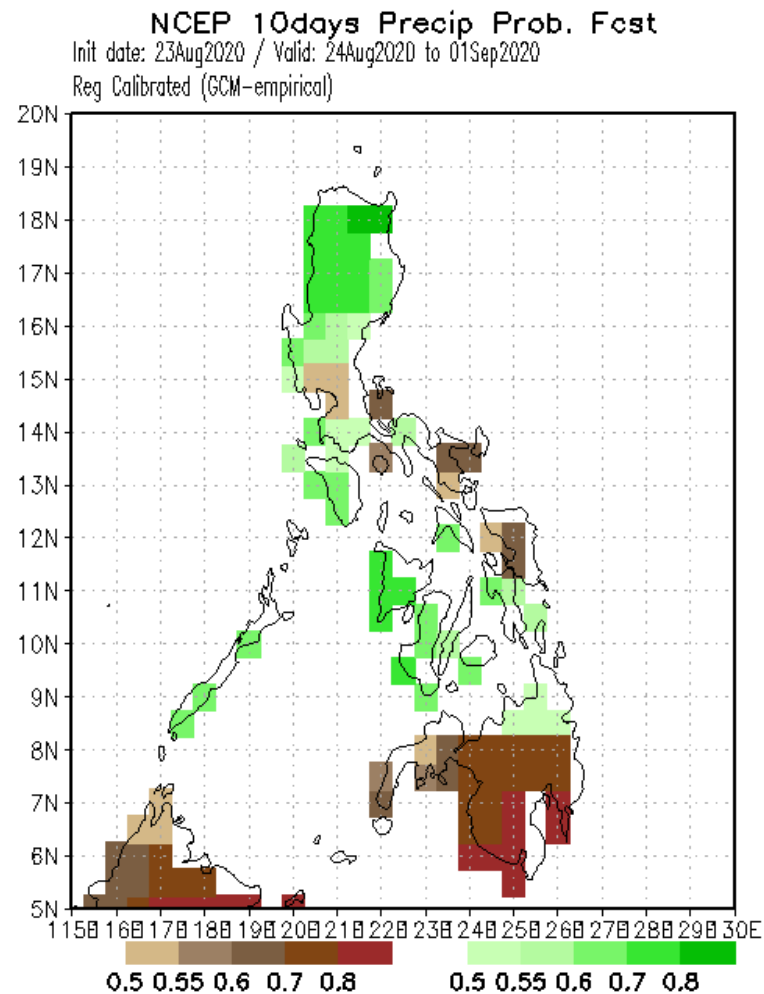 NCEP 10days Precip Prob. Fcst
Init date: 23Aug2020 / Valid: 24Aug2020 to 01Sep2020
Reg Calibrated (GCM-empirical)
20N
19N
18N
17N
16N
15N
14N
13N
12N
11N
10N
9N
8N
7N
6N
5N
115E 116E 117E 118E 119E 120E 121E 122E 123E 124E 125E 126E 127E 128E 129E 130E
0.5 0.55 0.6 0.7 0.8 0.5 0.55 0.6 0.7 0.8